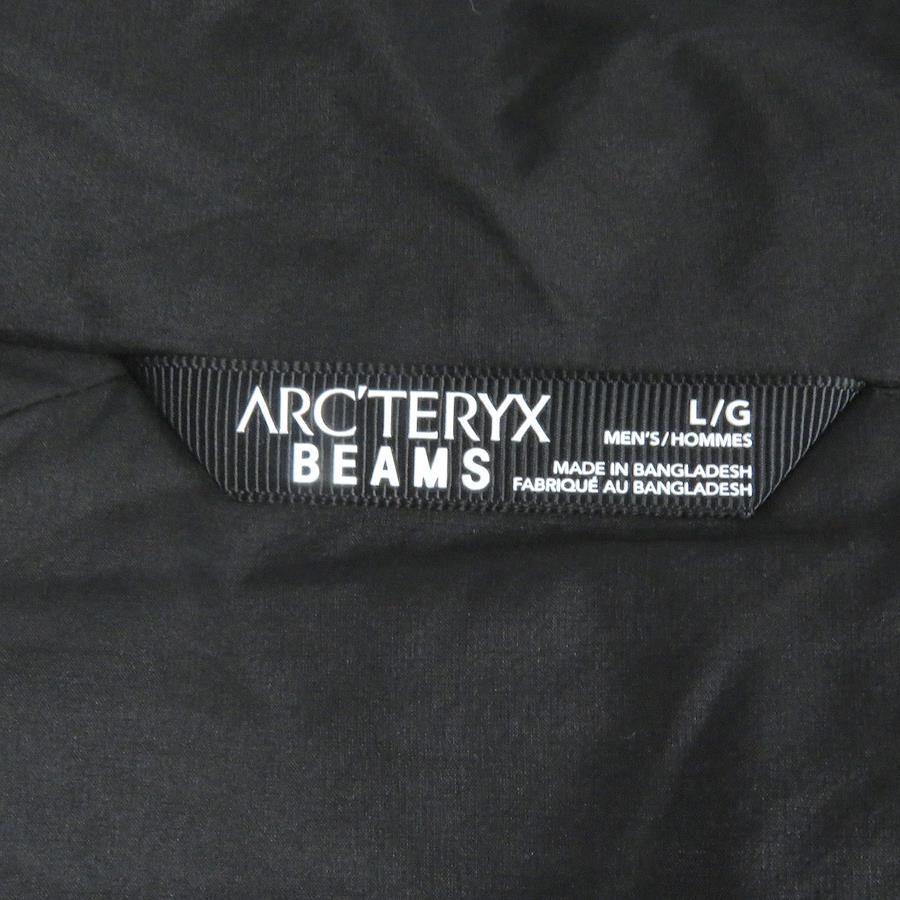 ARC'TERYX
BEAMS
L/G
MEN'S/HOMMES
MADE IN BANGLADESH
FABRIQUÉ AU BANGLADESH